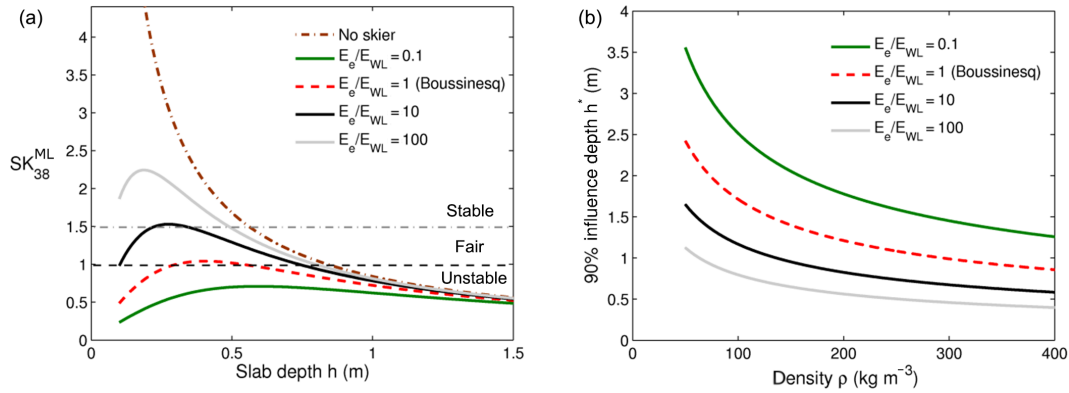 (a)
4
3.5
3
2.5
2
1.5
1
0.5
0
SK38^ML
No skier
E_e/E_WL = 0.1
E_e/E_WL = 1 (Boussinesq)
E_e/E_WL = 10
E_e/E_WL = 100
Stable
Fair
Unstable
0 0.5 1 1.5
Slab depth h (m)
(b)
4
3.5
3
2.5
2
1.5
1
0.5
0
90% influence depth h* (m)
E_e/E_WL = 0.1
E_e/E_WL = 1 (Boussinesq)
E_e/E_WL = 10
E_e/E_WL = 100
0 100 200 300 400
Density ρ (kg m⁻³)